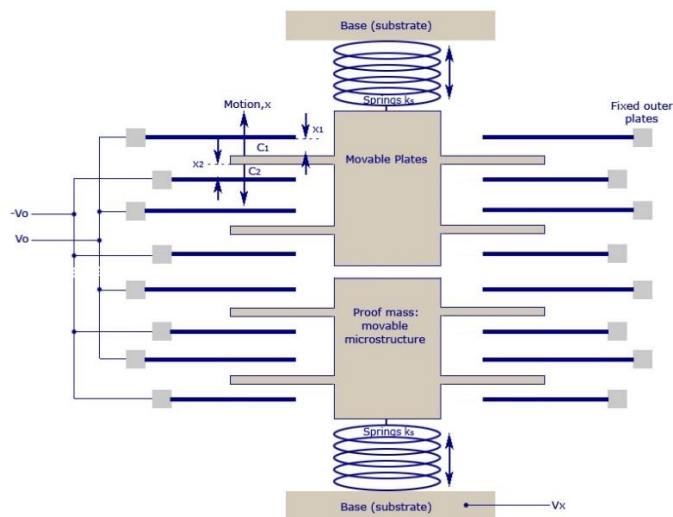 Base (substrate)
Springs ks
Motion,x
x1
Fixed outer
plates
C1
Movable Plates
x2
C2
-Vo
Vo
Proof mass:
movable
microstructure
Springs ks
Base (substrate)
Vx